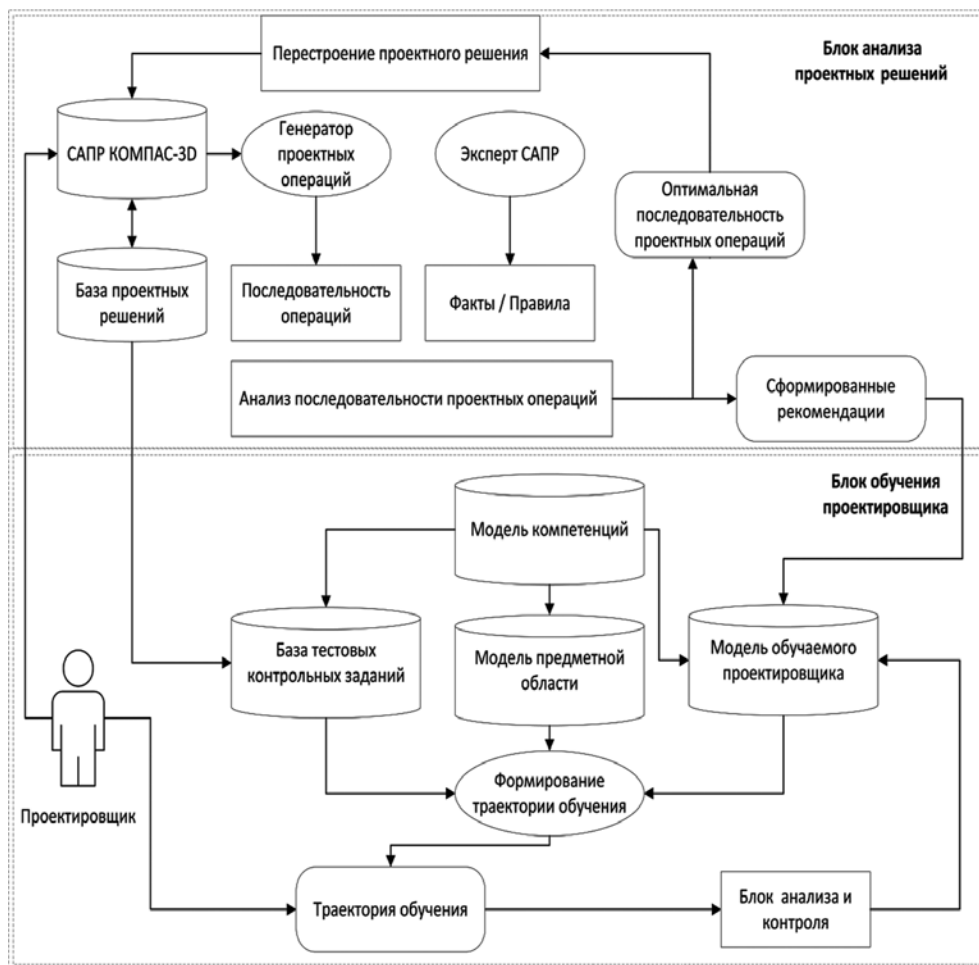 Перестроение проектного решения
Блок анализа
проектных решений
САПР КОМПАС-3D
Генератор
проектных
операций
Эксперт САПР
Оптимальная
последовательность
проектных операций
База проектных
решений
Последовательность
операций
Факты / Правила
Анализ последовательности проектных операций
Сформированные
рекомендации
Блок обучения
проектировщика
Модель компетенций
База тестовых
контрольных заданий
Модель предметной
области
Модель обучаемого
проектировщика
Проектировщик
Формирование
траектории обучения
Траектория обучения
Блок анализа и
контроля